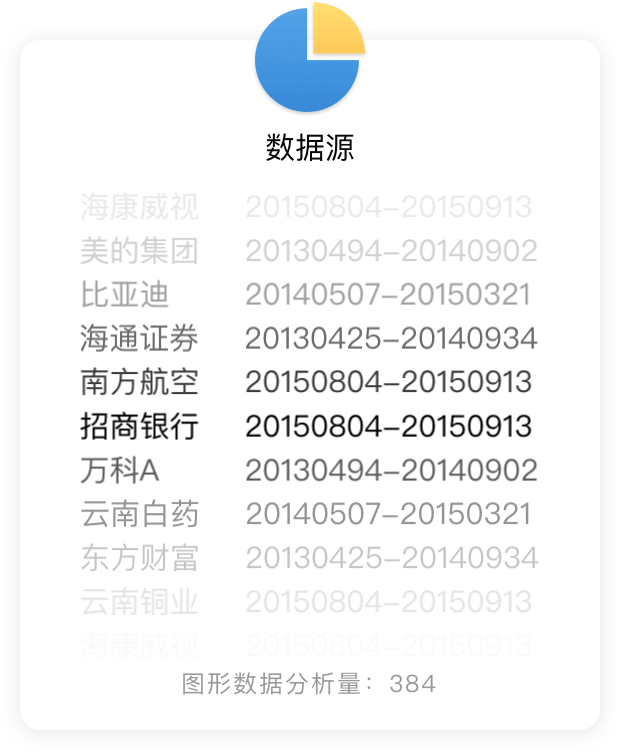 数据源
海康威视 20150804-20150913
美的集团 20130494-20140902
比亚迪 20140507-20150321
海通证券 20130425-20140934
南方航空 20150804-20150913
招商银行 20150804-20150913
万科A 20130494-20140902
云南白药 20140507-20150321
东方财富 20130425-20140934
云南铜业 20150804-20150913
海康威视 20150804-20150913
图形数据分析量：384